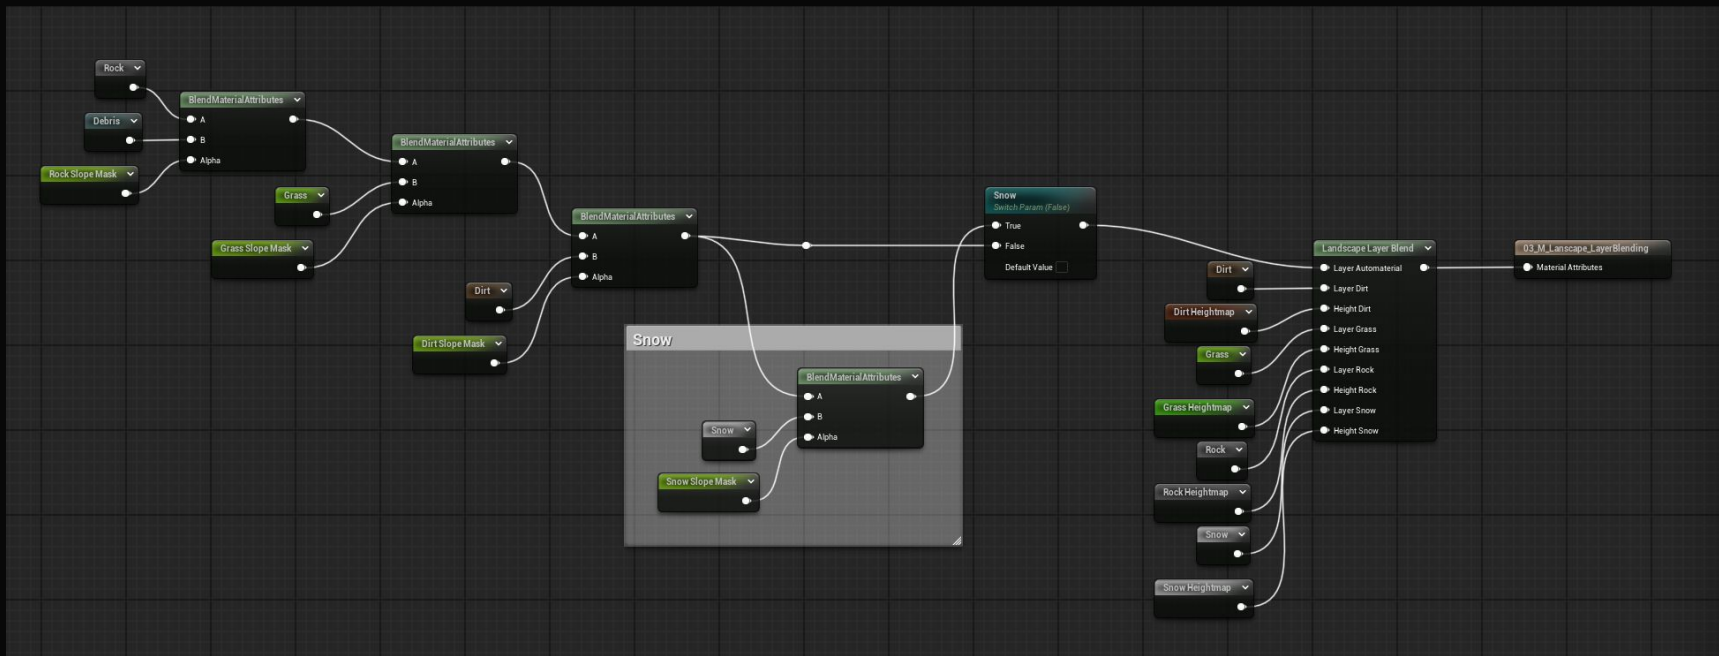 Rock
BlendMaterialAttributes
A
Debris
B
Alpha
Rock Slope Mask
BlendMaterialAttributes
A
B
Alpha
Grass
Grass Slope Mask
BlendMaterialAttributes
A
B
Alpha
Dirt
Dirt Slope Mask
Snow
BlendMaterialAttributes
A
B
Alpha
Snow
Snow Slope Mask
Snow
Switch Param (False)
True
False
Default Value
Landscape Layer Blend
Layer Automaterial
Layer Dirt
Height Dirt
Layer Grass
Height Grass
Layer Rock
Height Rock
Layer Snow
Height Snow
Dirt
Dirt Heightmap
Grass
Grass Heightmap
Rock
Rock Heightmap
Snow
Snow Heightmap
03_M_Lanscape_LayerBlending
Material Attributes